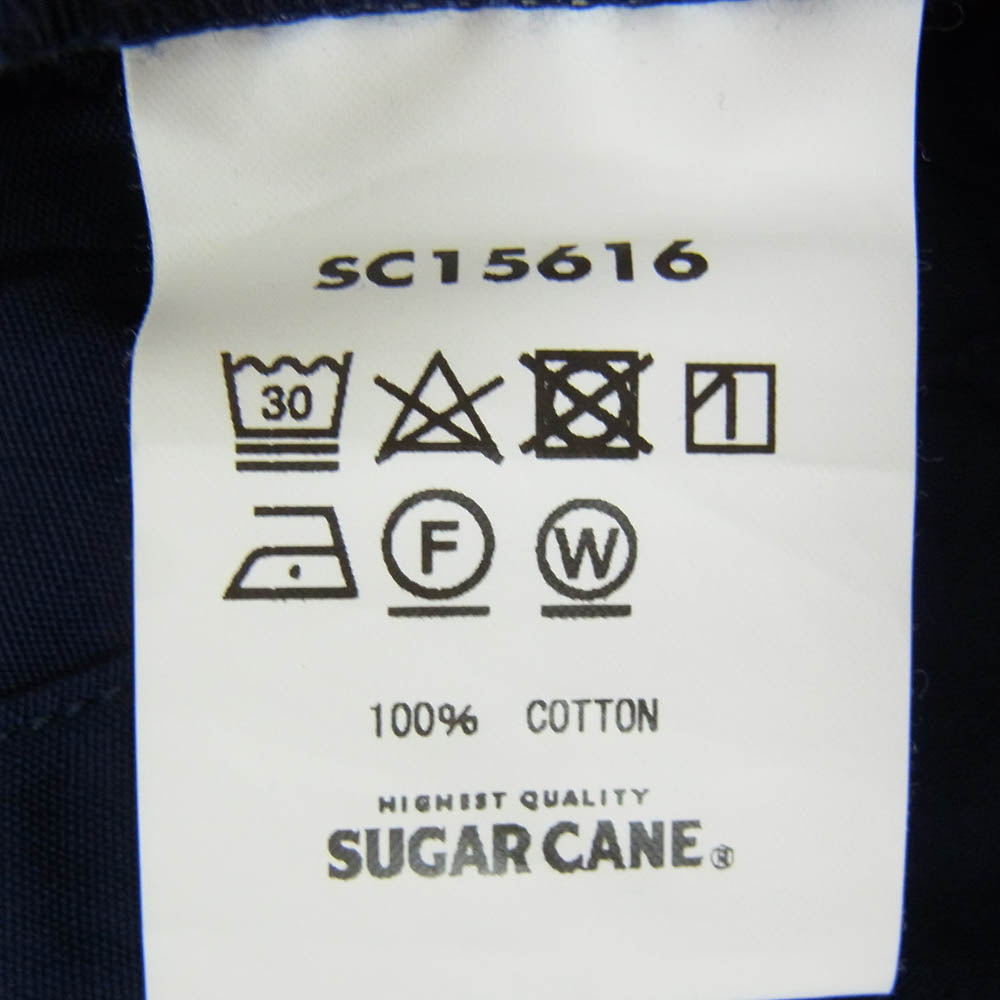 SC15616
30
F W
100% COTTON
HIGHEST QUALITY
SUGAR CANE®